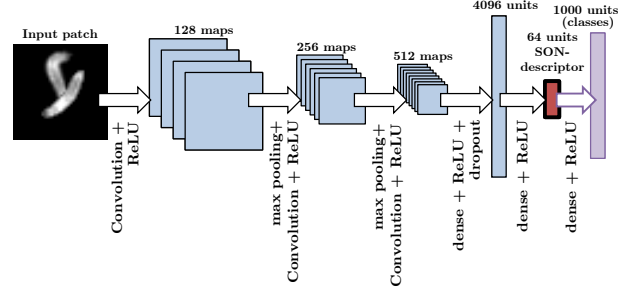 Input patch
128 maps
256 maps
512 maps
4096 units
64 units
SON-
descriptor
1000 units
(classes)
Convolution +
ReLU
max pooling+
Convolution + ReLU
max pooling+
Convolution + ReLU
dense + ReLU +
dropout
dense + ReLU
dense + ReLU